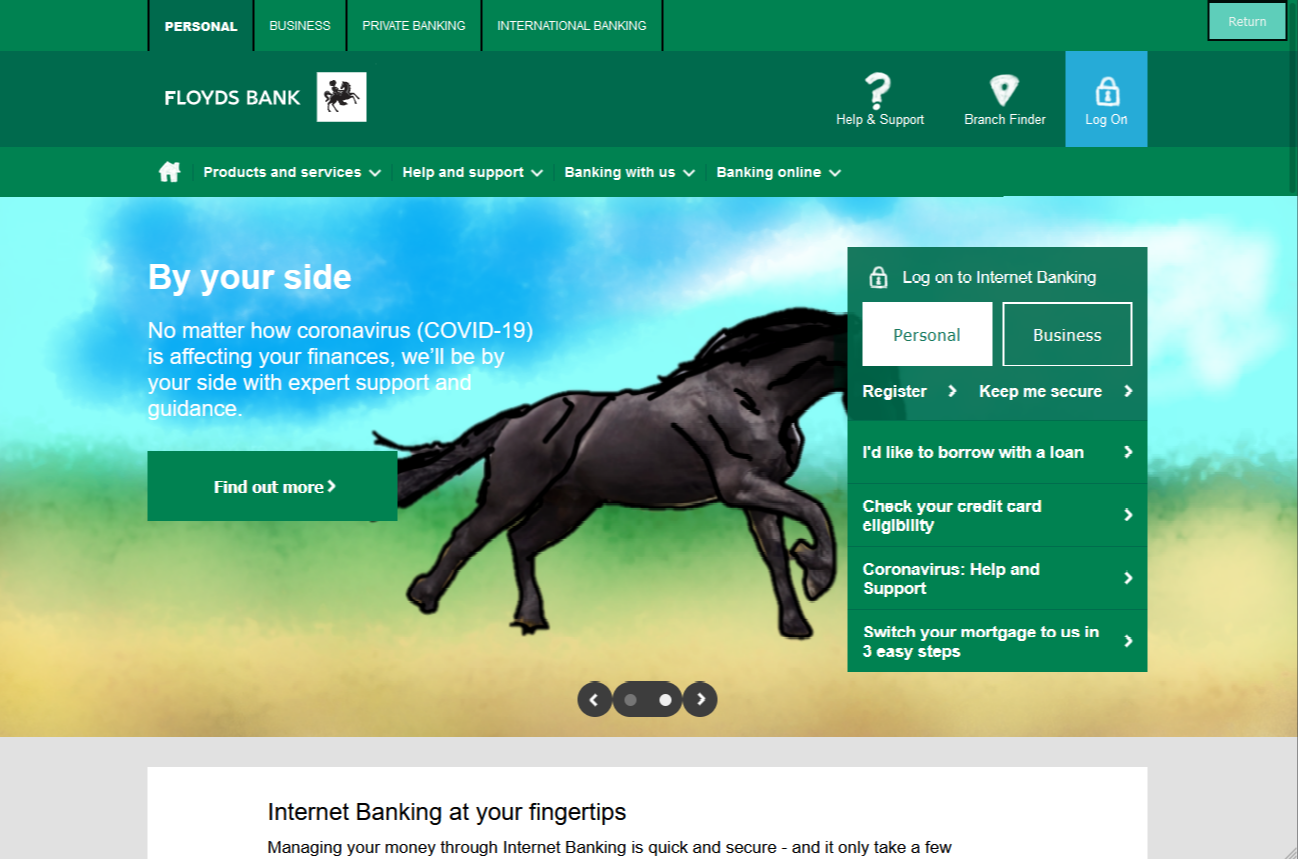 PERSONAL BUSINESS PRIVATE BANKING INTERNATIONAL BANKING Return
FLOYDS BANK
Help & Support Branch Finder Log On
Products and services Help and support Banking with us Banking online
By your side
No matter how coronavirus (COVID-19)
is affecting your finances, we'll be by
your side with expert support and
guidance.
Find out more
Log on to Internet Banking
Personal Business
Register Keep me secure
I'd like to borrow with a loan
Check your credit card
eligibility
Coronavirus: Help and
Support
Switch your mortgage to us in
3 easy steps
Internet Banking at your fingertips
Managing your money through Internet Banking is quick and secure - and it only take a few